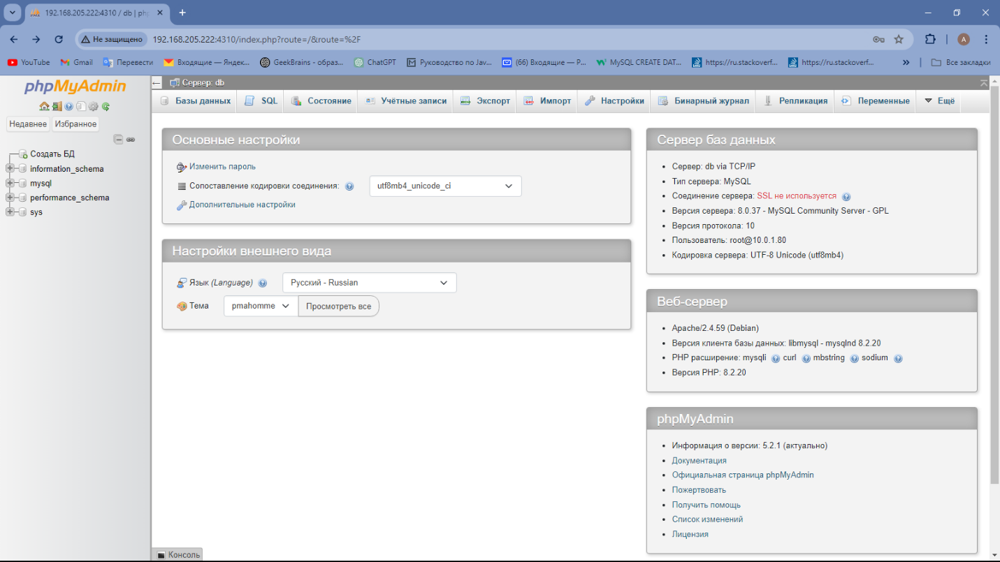 192.168.205.222:4310 / db | php
Не защищено 192.168.205.222:4310/index.php?route=/&route=%2F A
YouTube Gmail Перевести Входящие — Яндек... GeekBrains - образ... ChatGPT Руководство по Jav... (66) Входящие — Р... MySQL CREATE DAT... https://ru.stackoverf... https://ru.stackoverf... » Все закладки
phpMyAdmin
Недавнее Избранное
Создать БД
information_schema
mysql
performance_schema
sys
Сервер: db
Базы данных SQL Состояние Учётные записи Экспорт Импорт Настройки Бинарный журнал Репликация Переменные Ещё
Основные настройки
Изменить пароль
Сопоставление кодировки соединения: utf8mb4_unicode_ci
Дополнительные настройки
Настройки внешнего вида
Язык (Language) Русский - Russian
Тема pmahomme Просмотреть все
Сервер баз данных
Сервер: db via TCP/IP
Тип сервера: MySQL
Соединение сервера: SSL не используется
Версия сервера: 8.0.37 - MySQL Community Server - GPL
Версия протокола: 10
Пользователь: root@10.0.1.80
Кодировка сервера: UTF-8 Unicode (utf8mb4)
Веб-сервер
Apache/2.4.59 (Debian)
Версия клиента базы данных: libmysql - mysqlnd 8.2.20
PHP расширение: mysqli curl mbstring sodium
Версия PHP: 8.2.20
phpMyAdmin
Информация о версии: 5.2.1 (актуально)
Документация
Официальная страница phpMyAdmin
Пожертвовать
Получить помощь
Список изменений
Лицензия
Консоль